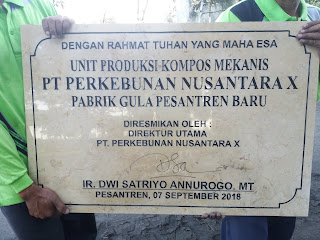 DENGAN RAHMAT TUHAN YANG MAHA ESA
UNIT PRODUKSI KOMPOS MEKANIS
PT PERKEBUNAN NUSANTARA X
PABRIK GULA PESANTREN BARU
DIRESMIKAN OLEH :
DIREKTUR UTAMA
PT. PERKEBUNAN NUSANTARA X
IR. DWI SATRIYO ANNUROGO, MT
PESANTREN, 07 SEPTEMBER 2018